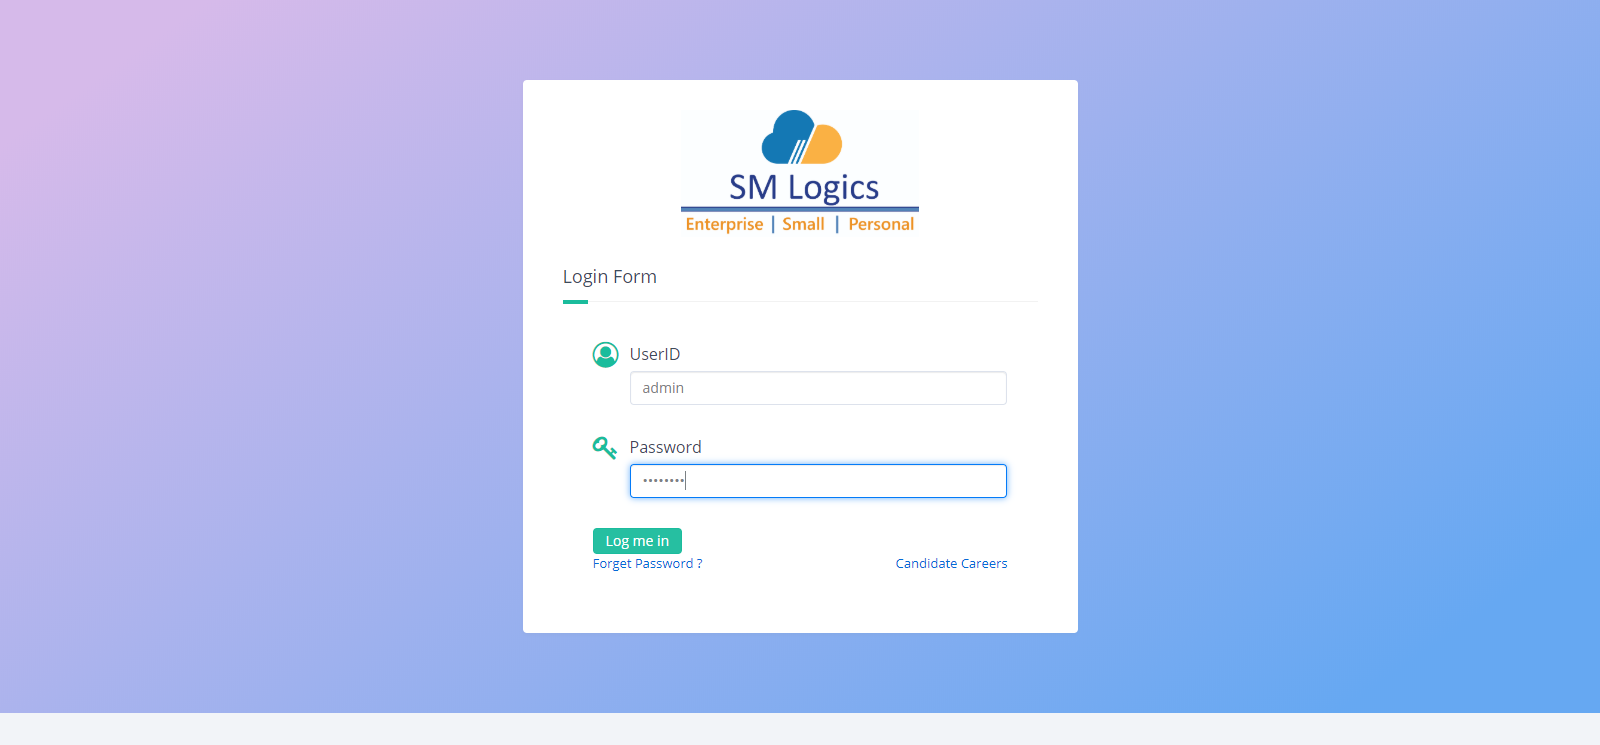 SM Logics
Enterprise | Small | Personal
Login Form
UserID
admin
Password
••••••••
Log me in
Forget Password ?
Candidate Careers